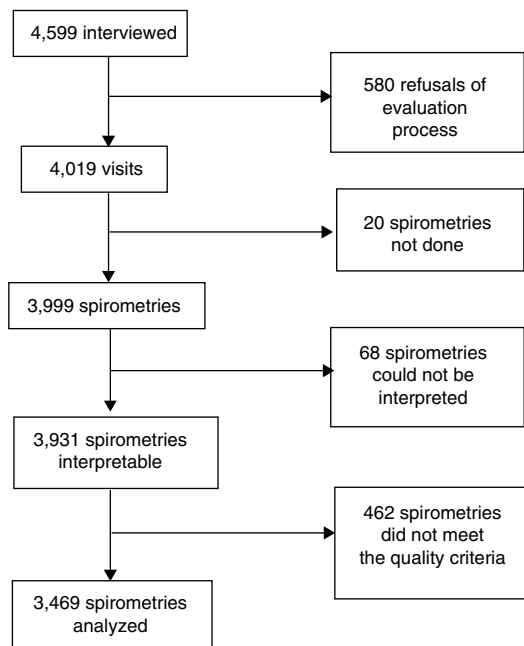 4,599 interviewed
580 refusals of
evaluation
process
4,019 visits
20 spirometries
not done
3,999 spirometries
68 spirometries
could not be
interpreted
3,931 spirometries
interpretable
462 spirometries
did not meet
the quality criteria
3,469 spirometries
analyzed